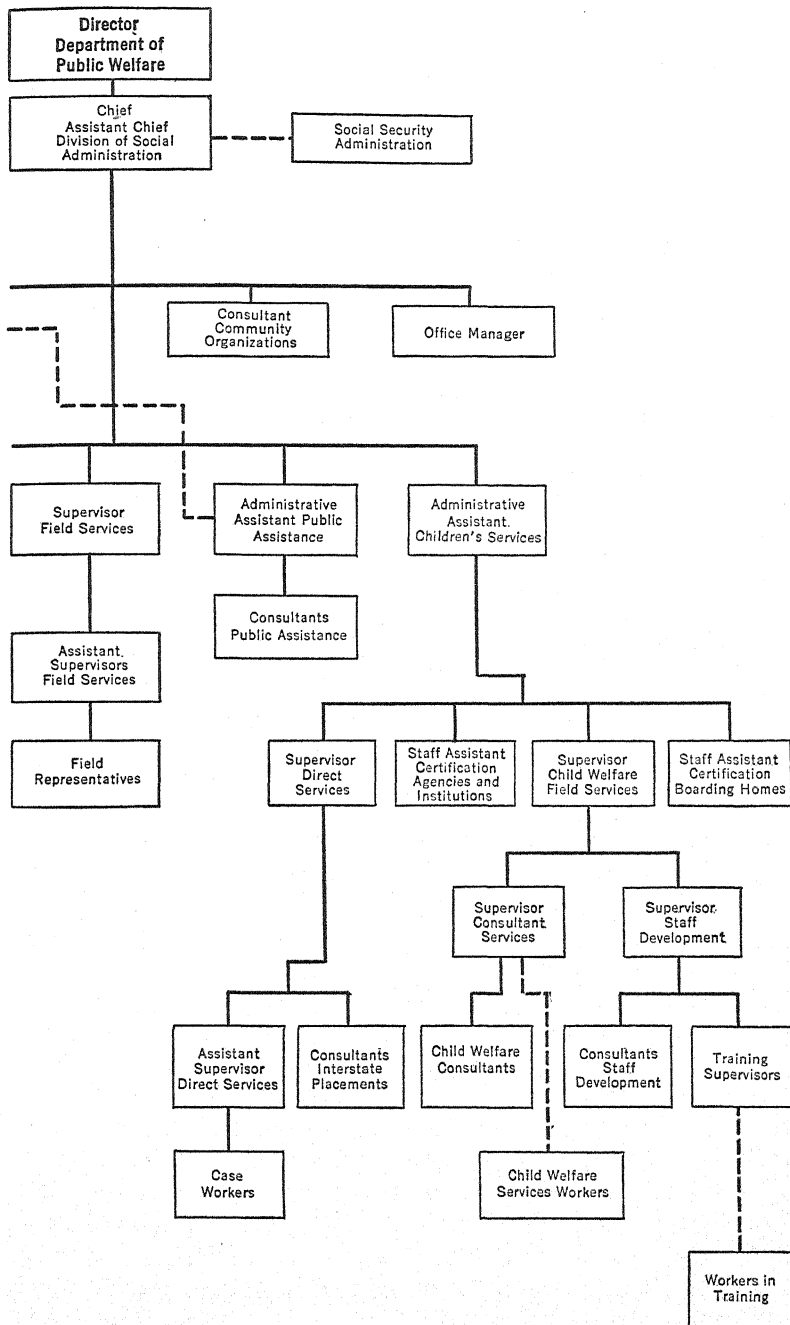 Director
Department of
Public Welfare
Chief
Assistant Chief
Division of Social
Administration
Social Security
Administration
Consultant
Community
Organizations
Office Manager
Supervisor
Field Services
Administrative
Assistant Public
Assistance
Administrative
Assistant.
Children's Services
Consultants
Public Assistance
Assistant.
Supervisors
Field Services
Field
Representatives
Supervisor
Direct
Services
Staff Assistant
Certification
Agencies and
Institutions
Supervisor
Child Welfare
Field Services
Staff Assistant
Certification
Boarding Homes
Supervisor
Consultant
Services
Supervisor.
Staff
Development
Assistant
Supervisor
Direct Services
Consultants
Interstate
Placements
Child Welfare
Consultants
Consultants
Staff
Development
Training
Supervisors
Case
Workers
Child Welfare
Services Workers
Workers in
Training